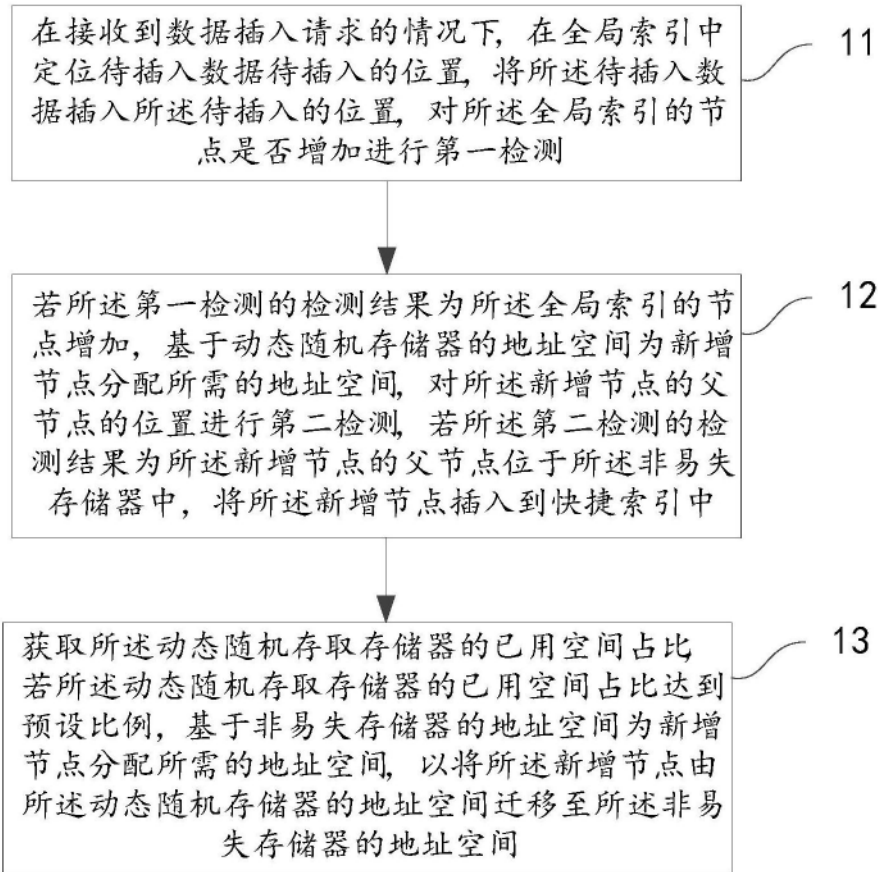 在接收到数据插入请求的情况下，在全局索引中
定位待插入数据待插入的位置，将所述待插入数
据插入所述待插入的位置，对所述全局索引的节
点是否增加进行第一检测
11
若所述第一检测的检测结果为所述全局索引的节
点增加，基于动态随机存储器的地址空间为新增
节点分配所需的地址空间，对所述新增节点的父
节点的位置进行第二检测，若所述第二检测的检
测结果为所述新增节点的父节点位于所述非易失
存储器中，将所述新增节点插入到快捷索引中
12
获取所述动态随机存取存储器的已用空间占比，
若所述动态随机存取存储器的已用空间占比达到
预设比例，基于非易失存储器的地址空间为新增
节点分配所需的地址空间，以将所述新增节点由
所述动态随机存储器的地址空间迁移至所述非易
失存储器的地址空间
13